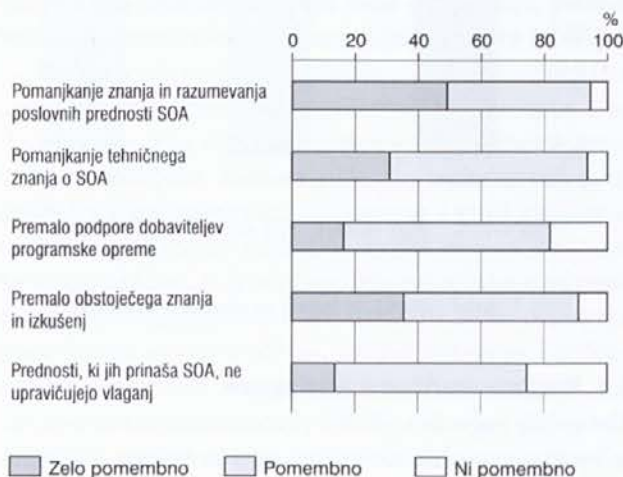 %
0 20 40 60 80 100
Pomanjkanje znanja in razumevanja
poslovnih prednosti SOA
Pomanjkanje tehničnega
znanja o SOA
Premalo podpore dobaviteljev
programske opreme
Premalo obstoječega znanja
in izkušenj
Prednosti, ki jih prinaša SOA, ne
upravičujejo vlaganj
Zelo pomembno Pomembno Ni pomembno